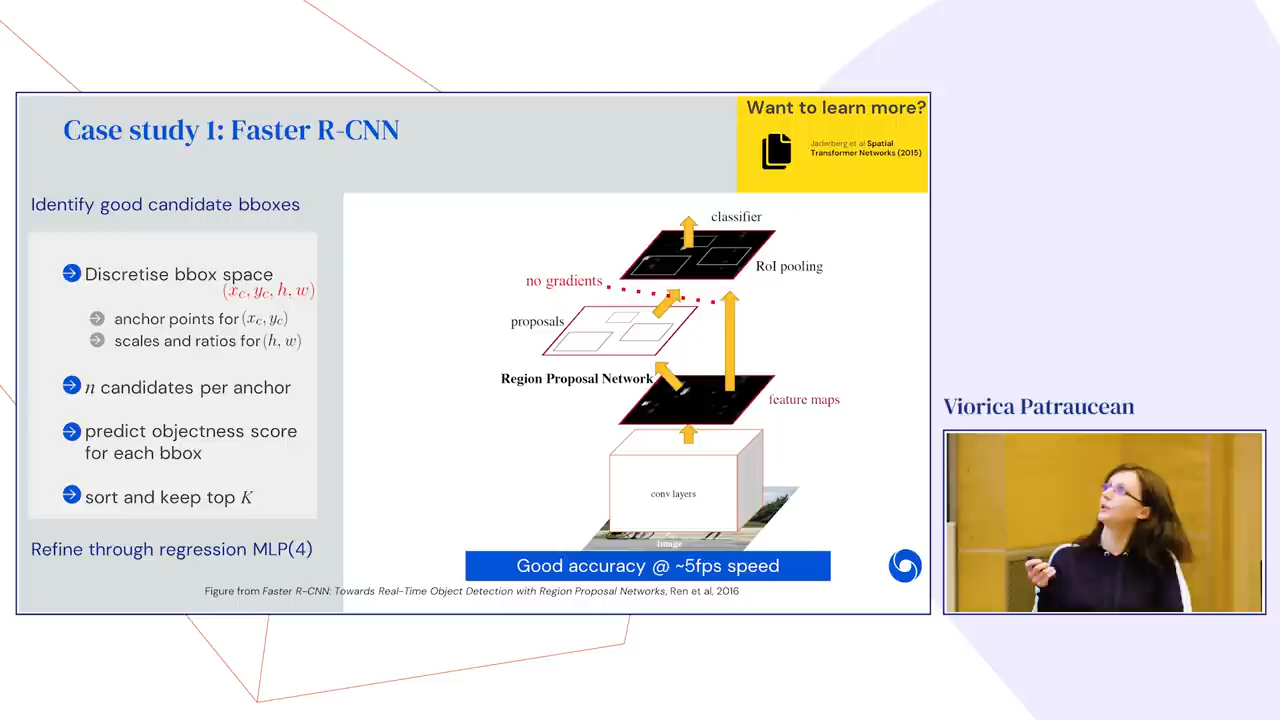 Case study 1: Faster R-CNN
Want to learn more?
Jaderberg et al Spatial
Transformer Networks (2015)
Identify good candidate bboxes
Discretise bbox space
(x_c, y_c, h, w)
anchor points for (x_c, y_c)
scales and ratios for (h, w)
n candidates per anchor
predict objectness score
for each bbox
sort and keep top K
Refine through regression MLP(4)
classifier
RoI pooling
no gradients
proposals
Region Proposal Network
feature maps
conv layers
image
Good accuracy @ ~5fps speed
Figure from Faster R-CNN: Towards Real-Time Object Detection with Region Proposal Networks, Ren et al, 2016
Viorica Patraucean